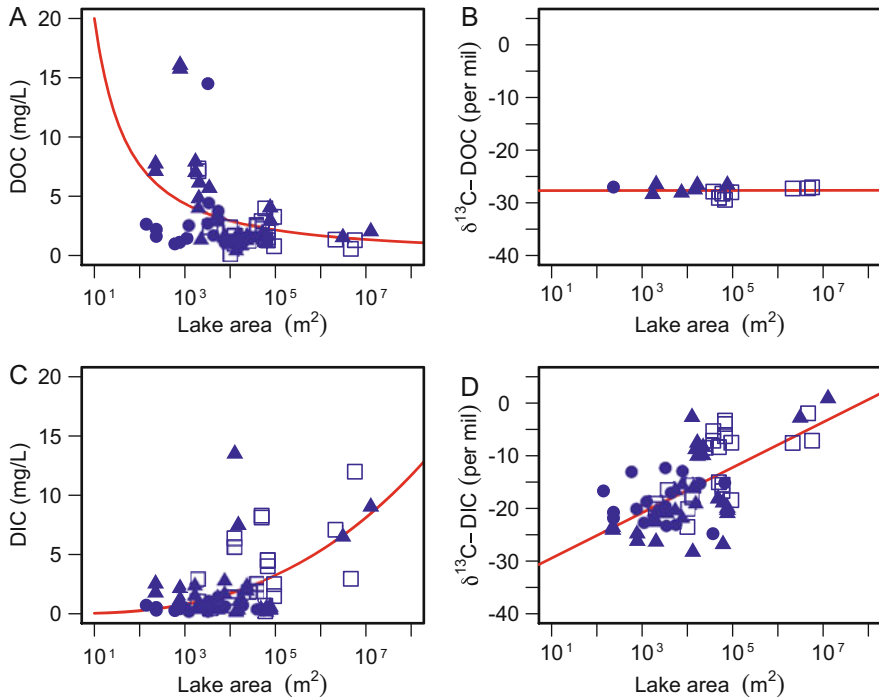 A
20
15
10
5
0
DOC (mg/L)
10¹ 10³ 10⁵ 10⁷
Lake area (m²)
B
0
-10
-20
-30
-40
δ¹³C– DOC (per mil)
10¹ 10³ 10⁵ 10⁷
Lake area (m²)
C
20
15
10
5
0
DIC (mg/L)
10¹ 10³ 10⁵ 10⁷
Lake area (m²)
D
0
-10
-20
-30
-40
δ¹³C– DIC (per mil)
10¹ 10³ 10⁵ 10⁷
Lake area (m²)